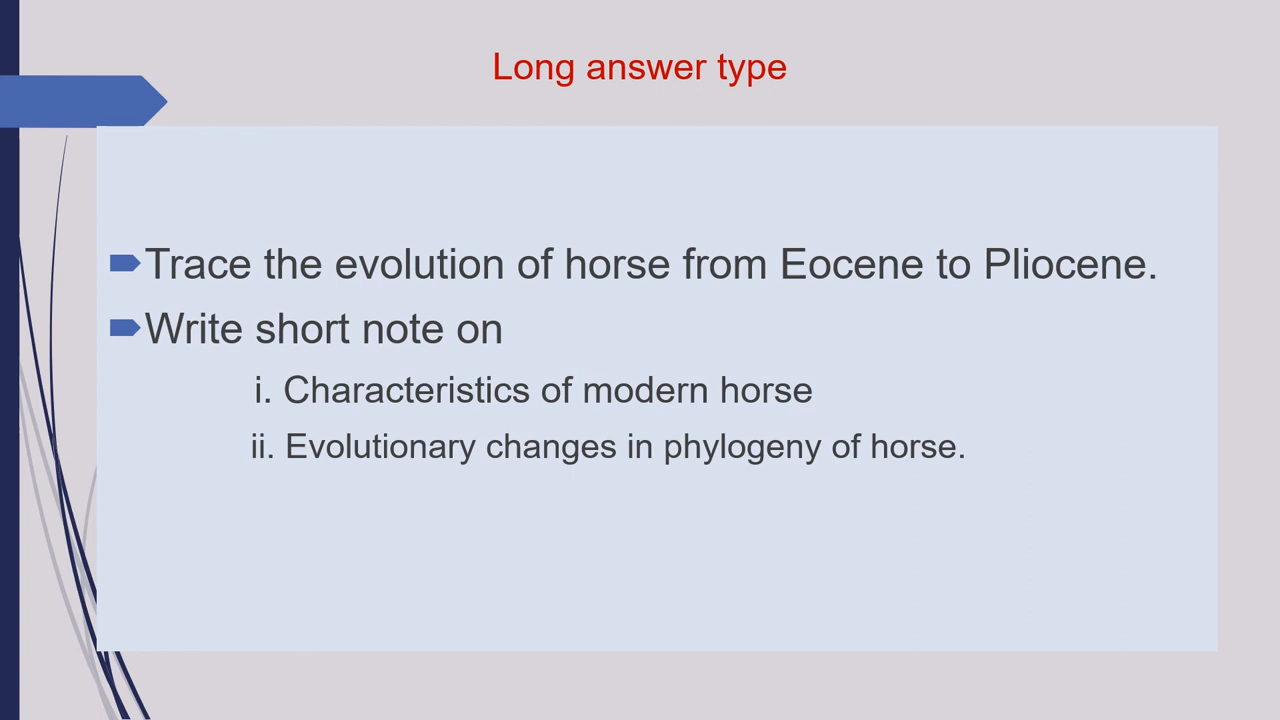 Long answer type
Trace the evolution of horse from Eocene to Pliocene.
Write short note on
i. Characteristics of modern horse
ii. Evolutionary changes in phylogeny of horse.